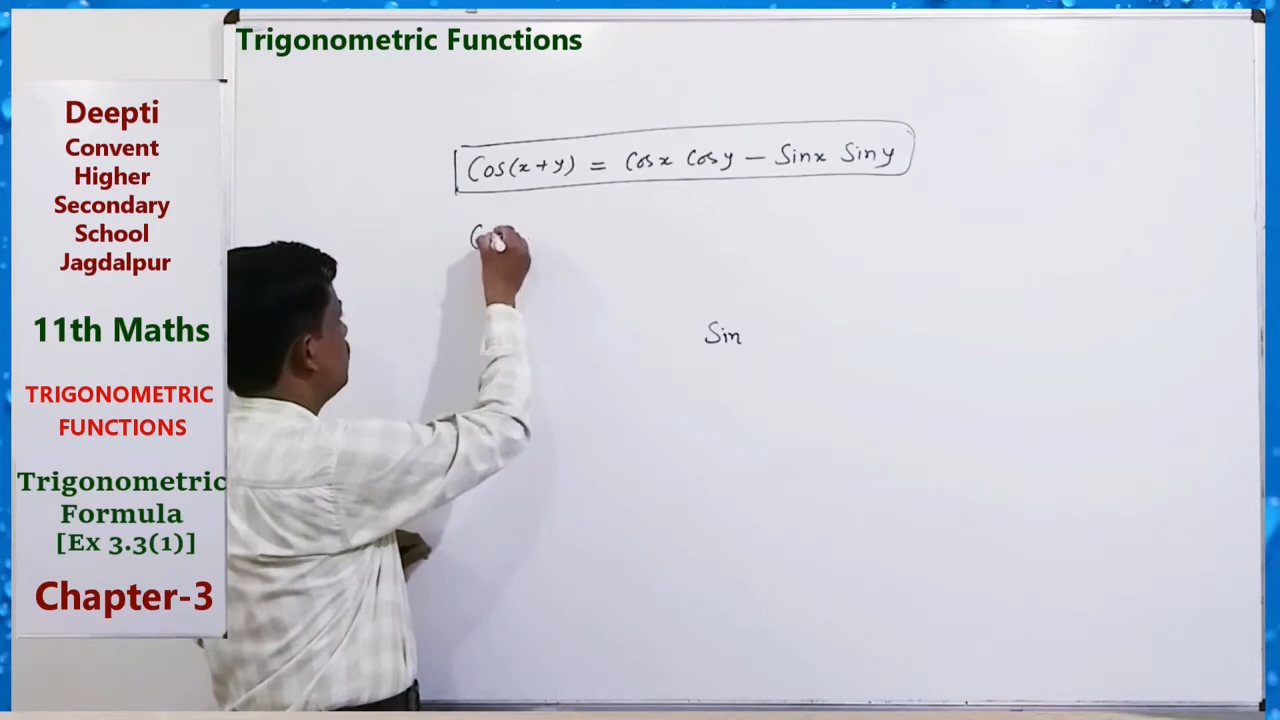 Trigonometric Functions
Deepti
Convent
Higher
Secondary
School
Jagdalpur
11th Maths
TRIGONOMETRIC
FUNCTIONS
Trigonometric
Formula
[Ex 3.3(1)]
Chapter-3
Cos(x+y) = Cosx Cosy - Sinx Siny
Sin